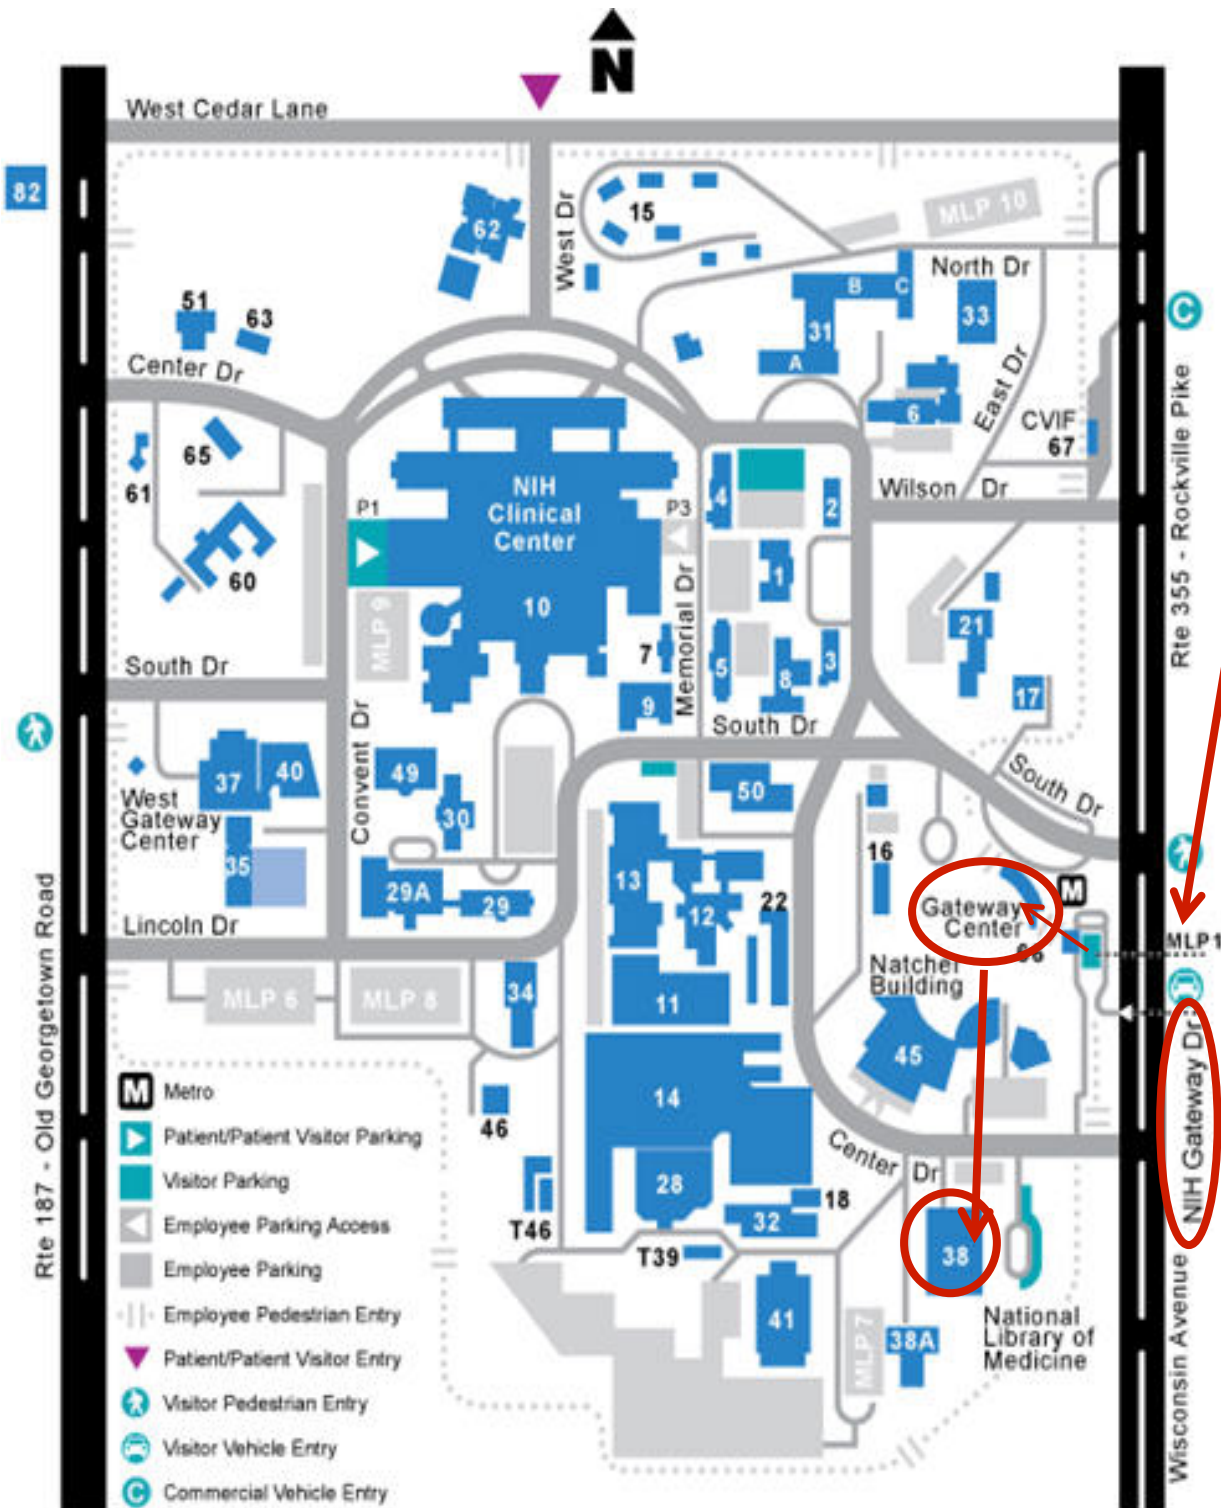 N
West Cedar Lane
82
62
West Dr
15
MLP 10
North Dr
B
C
33
31
A
51
63
Center Dr
East Dr
6
CVIF
67
C
Rte 355 - Rockville Pike
65
61
60
NIH
Clinical
Center
10
P1
P3
4
2
Wilson Dr
1
MLP 9
7
Memorial Dr
5
8
3
9
21
17
South Dr
South Dr
South Dr
37
40
West
Gateway
Center
35
Convent Dr
49
30
50
29A
29
13
12
22
16
Gateway
Center
M
MLP 1
Lincoln Dr
Rte 187 - Old Georgetown Road
MLP 6
MLP 8
34
11
Natcher
Building
45
NIH Gateway Dr
14
46
28
T46
32
18
T39
Center Dr
38
41
MLP 7
38A
National
Library of
Medicine
Wisconsin Avenue
M Metro
Patient/Patient Visitor Parking
Visitor Parking
Employee Parking Access
Employee Parking
Employee Pedestrian Entry
Patient/Patient Visitor Entry
Visitor Pedestrian Entry
Visitor Vehicle Entry
C Commercial Vehicle Entry